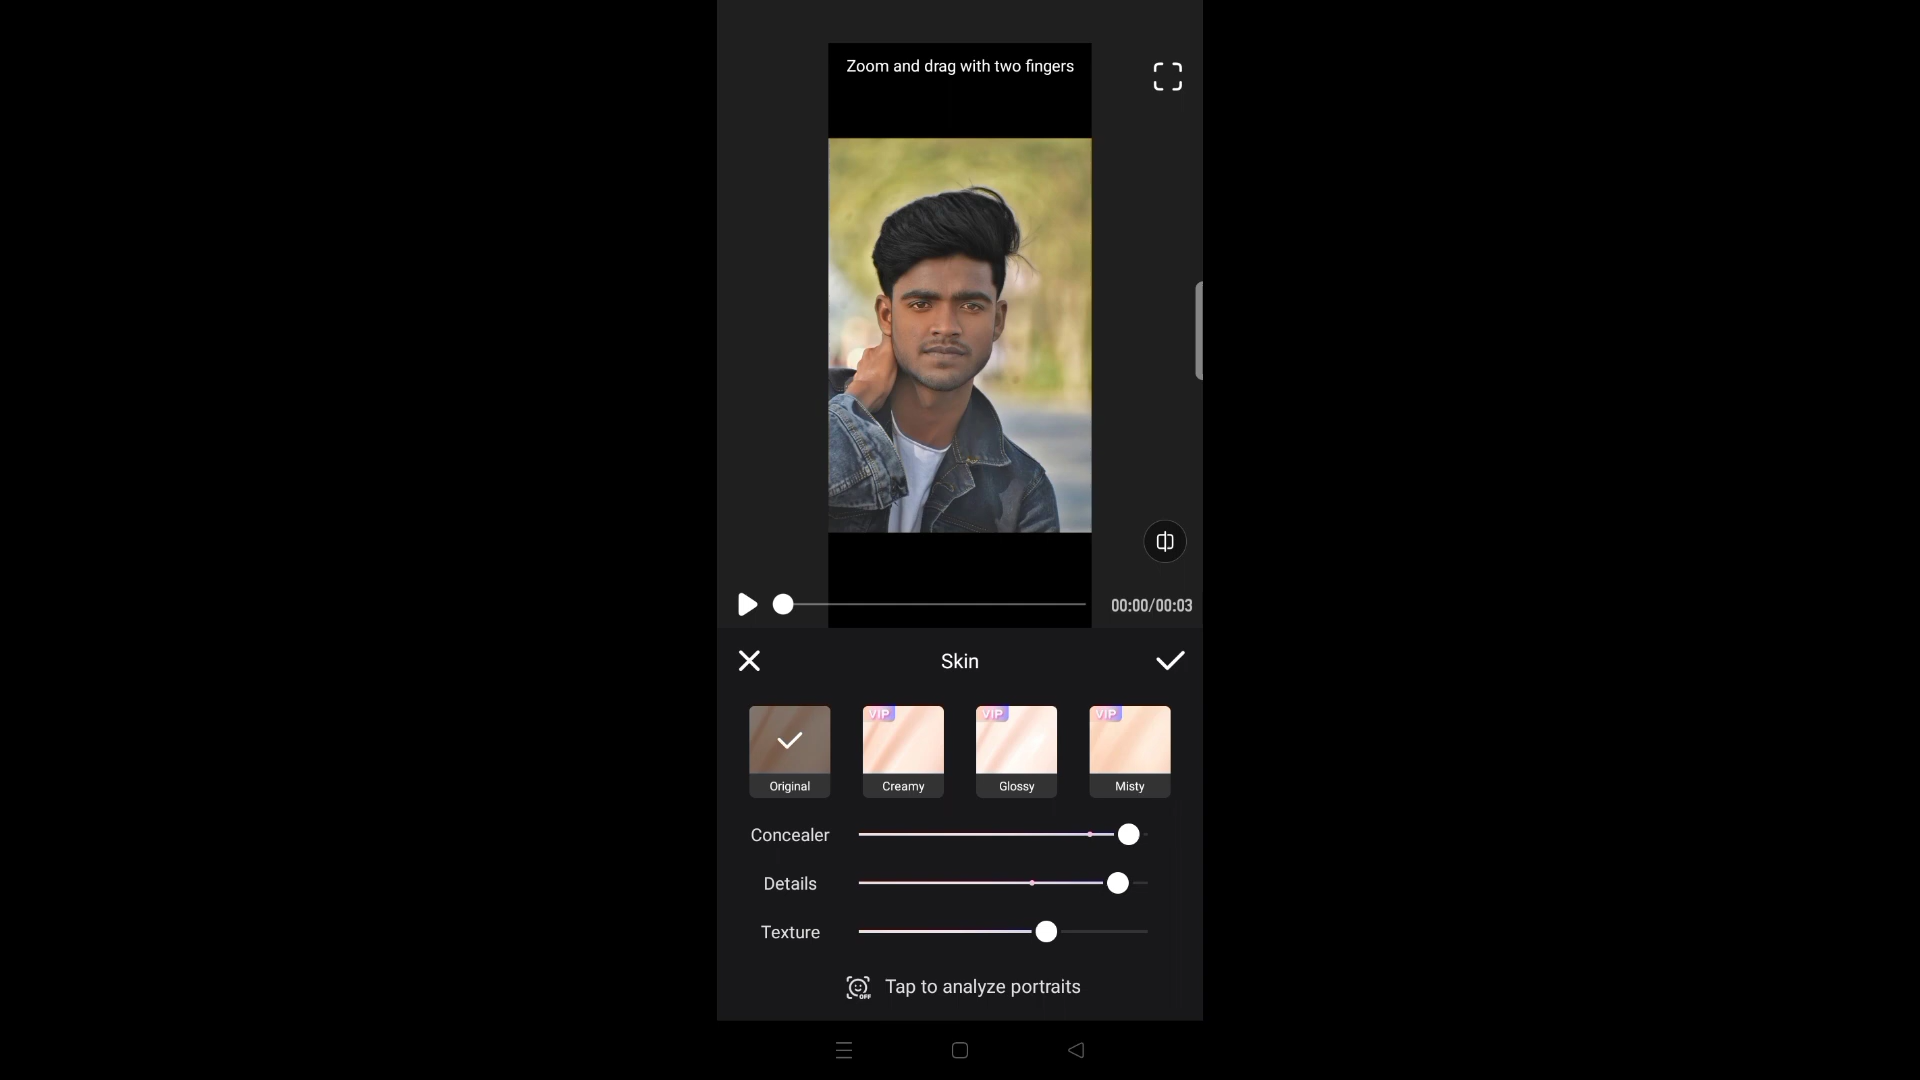 Zoom and drag with two fingers
00:00/00:03
Skin
VIP
VIP
VIP
Original
Creamy
Glossy
Misty
Concealer
Details
Texture
OFF
Tap to analyze portraits